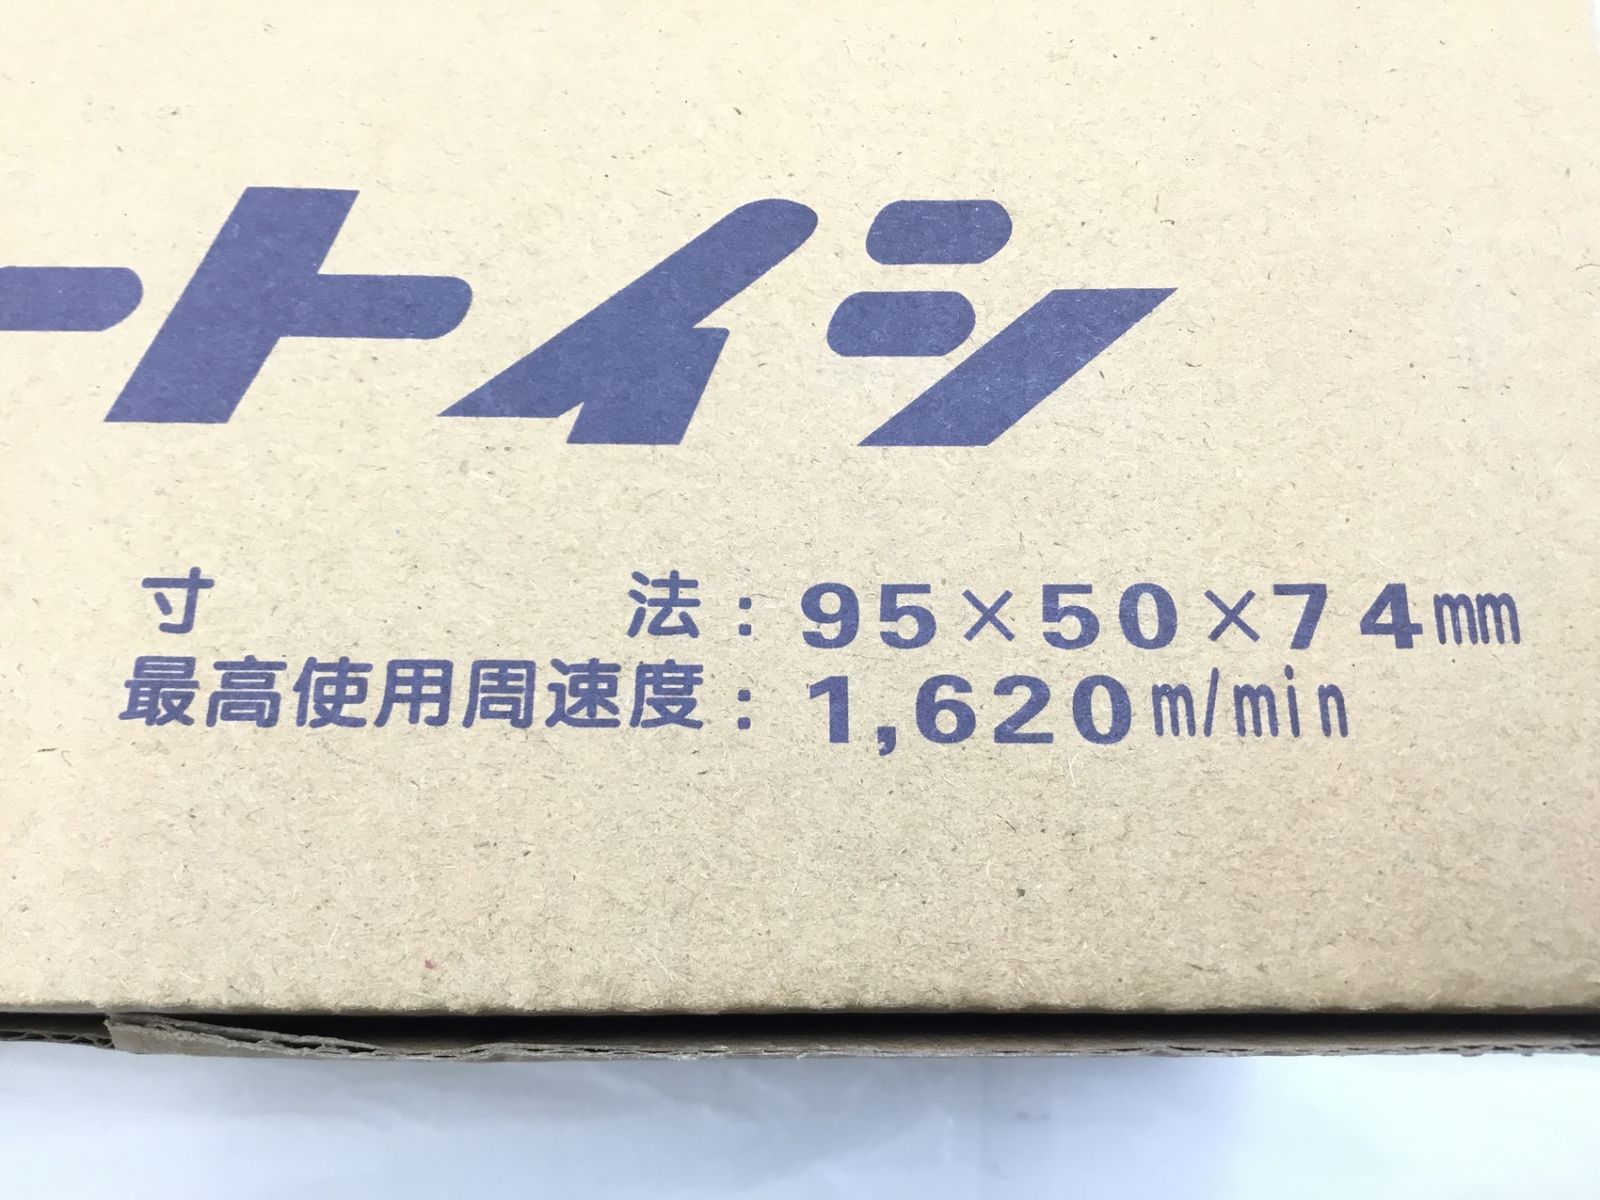 ートイシ
寸　法：95×50×74mm
最高使用周速度：1,620m/min